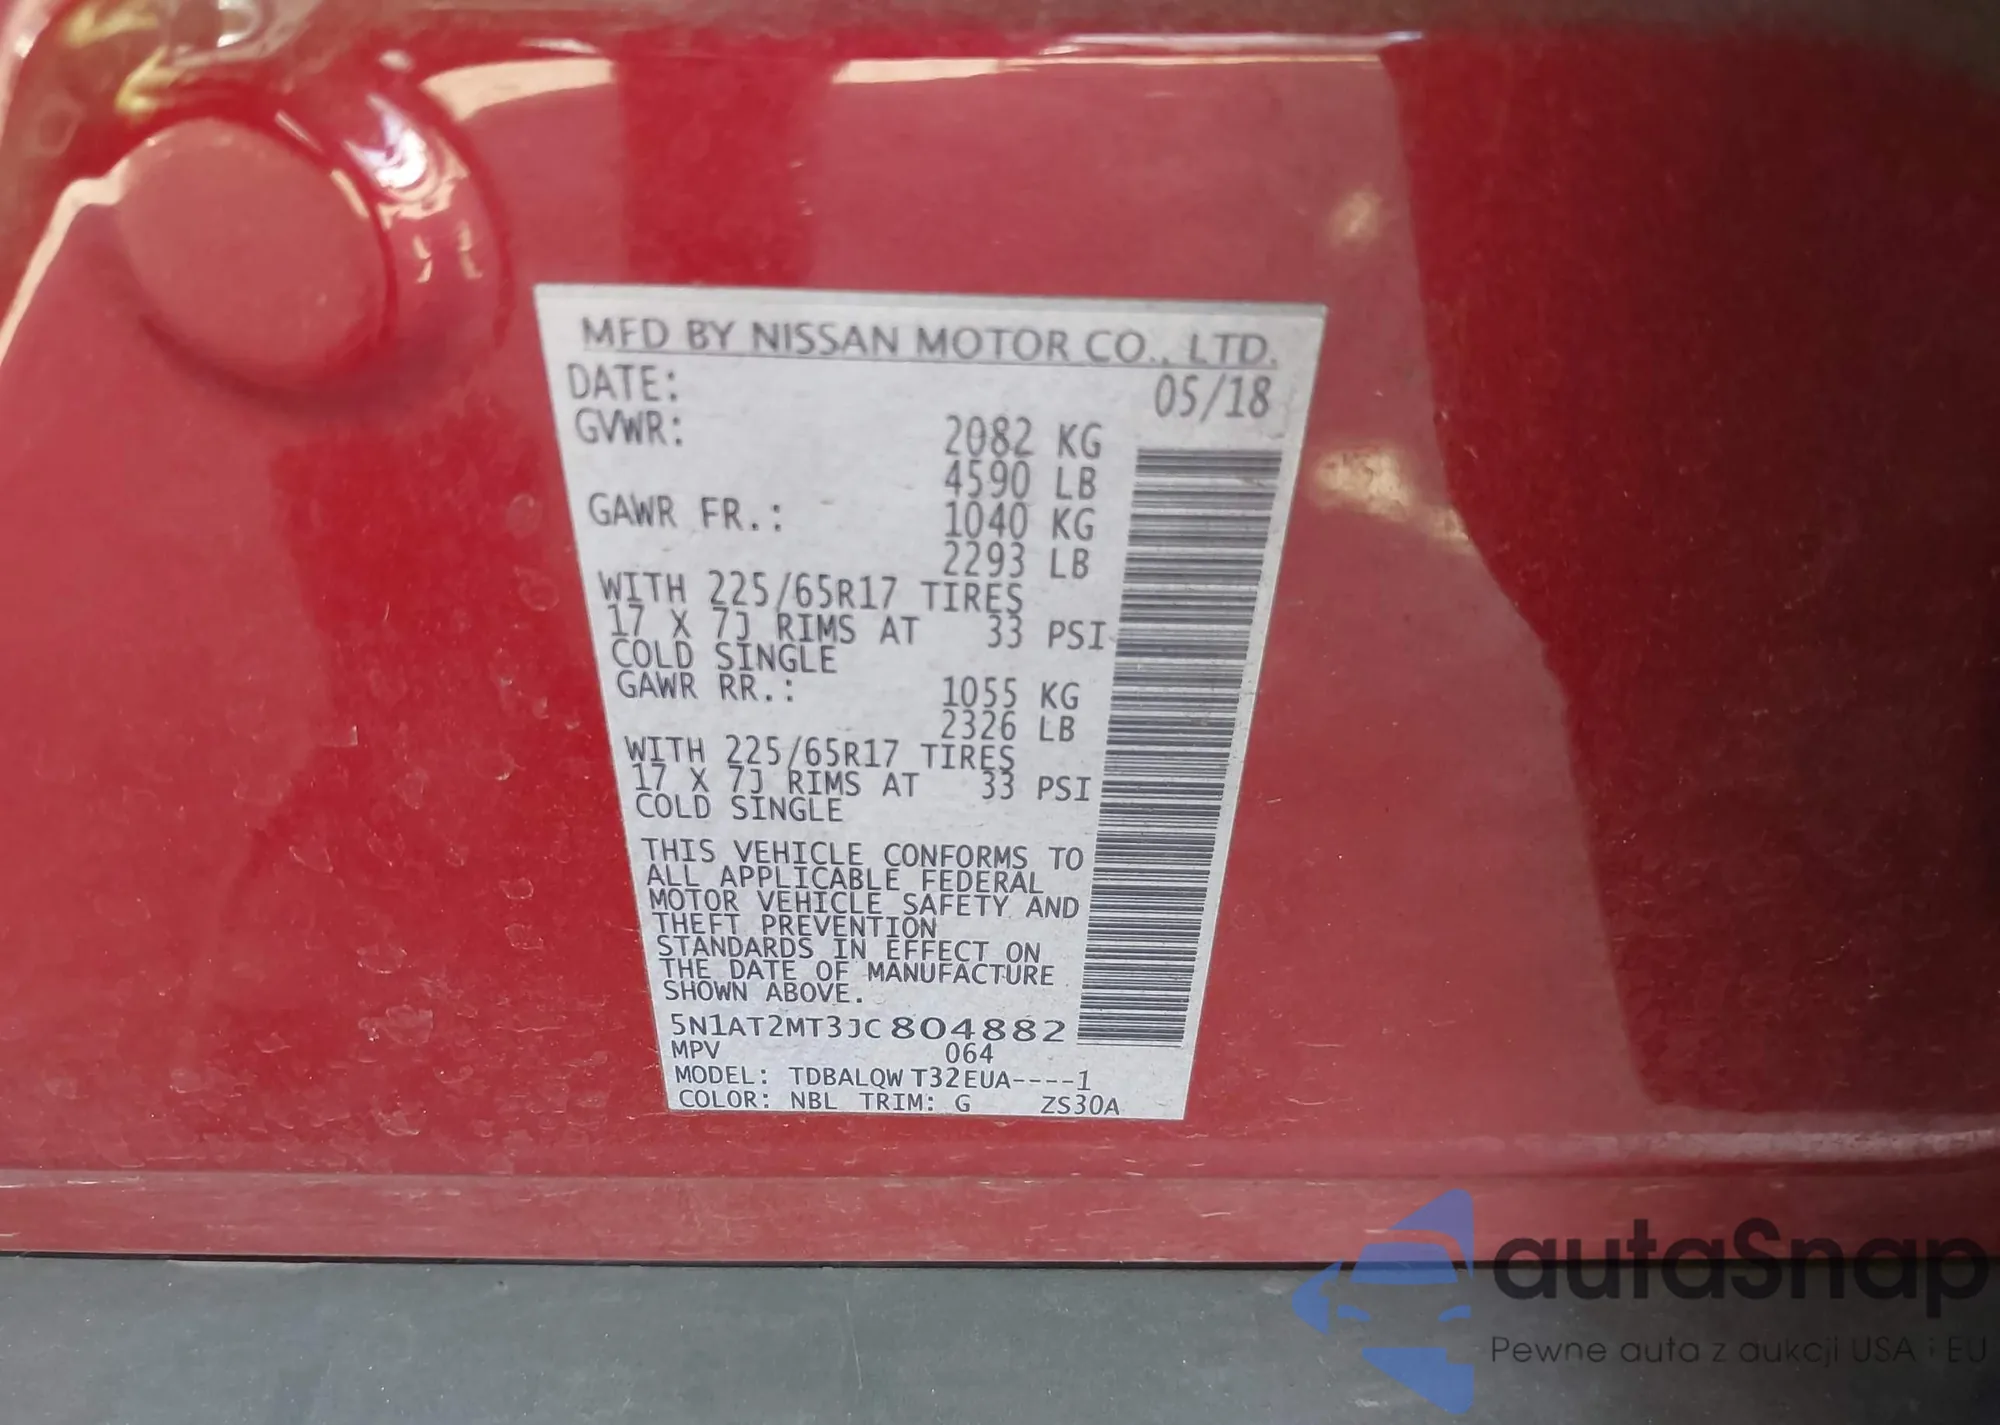 MFD BY NISSAN MOTOR CO., LTD.
DATE: 05/18
GVWR: 2082 KG
4590 LB
GAWR FR.: 1040 KG
2293 LB
WITH 225/65R17 TIRES
17 X 7J RIMS AT 33 PSI
COLD SINGLE
GAWR RR.: 1055 KG
2326 LB
WITH 225/65R17 TIRES
17 X 7J RIMS AT 33 PSI
COLD SINGLE
THIS VEHICLE CONFORMS TO
ALL APPLICABLE FEDERAL
MOTOR VEHICLE SAFETY AND
THEFT PREVENTION
STANDARDS IN EFFECT ON
THE DATE OF MANUFACTURE
SHOWN ABOVE.
5N1AT2MT3JC804882
MPV 064
MODEL: TDBALQW T32EUA----1
COLOR: NBL TRIM: G ZS30A
autaSnap
Pewne auta z aukcji USA i EU